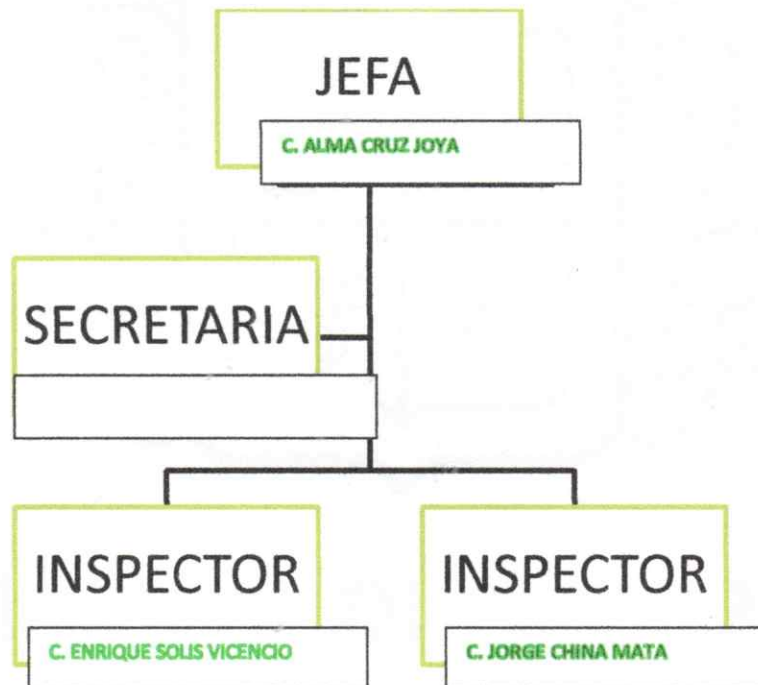 JEFA
C. ALMA CRUZ JOYA
SECRETARIA
INSPECTOR
C. ENRIQUE SOLIS VICENCIO
INSPECTOR
C. JORGE CHINA MATA